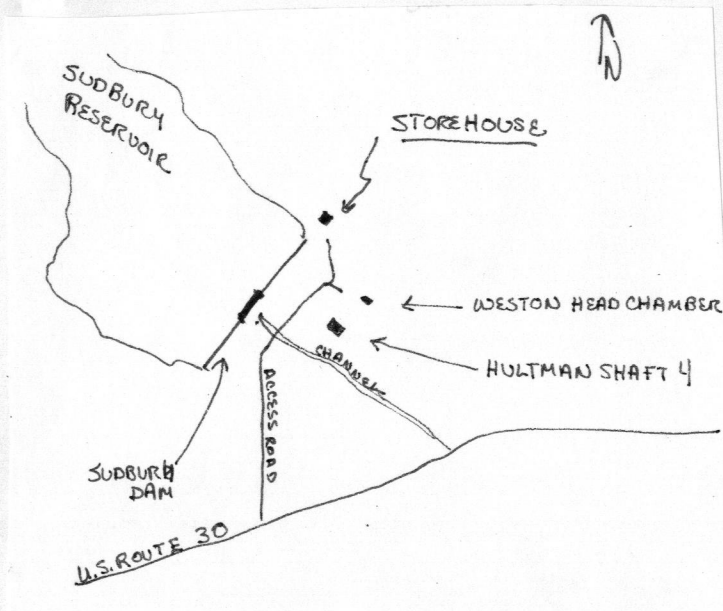 N
SUDBURY
RESERVOIR
STOREHOUSE
WESTON HEAD CHAMBER
HULTMAN SHAFT 4
CHANNEL
ACCESS ROAD
SUDBURY
DAM
U.S. ROUTE 30